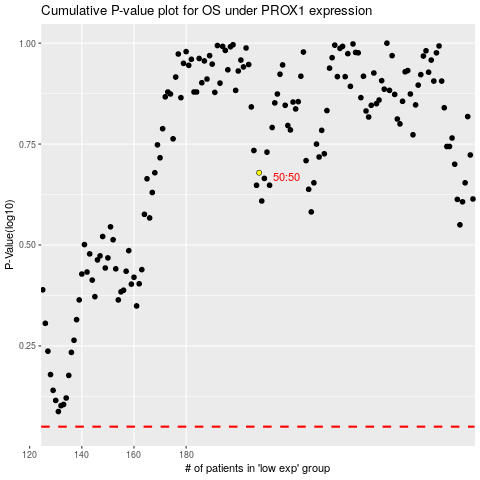 Cumulative P-value plot for OS under PROX1 expression
P-Value(log10)
1.00
0.75
0.50
0.25
50:50
120 140 160 180
# of patients in 'low exp' group